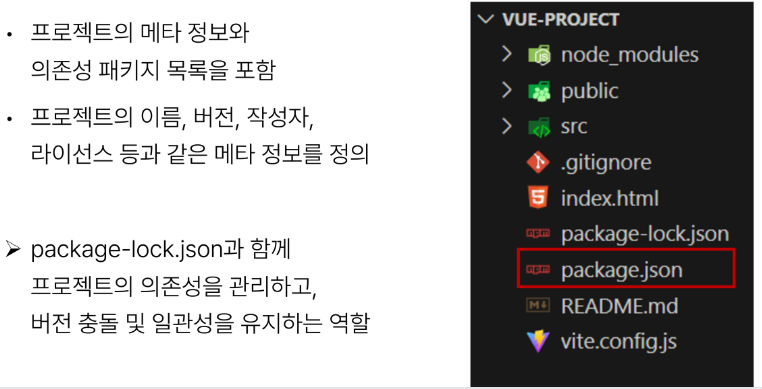 • 프로젝트의 메타 정보와
의존성 패키지 목록을 포함
• 프로젝트의 이름, 버전, 작성자,
라이선스 등과 같은 메타 정보를 정의
➢ package-lock.json과 함께
프로젝트의 의존성을 관리하고,
버전 충돌 및 일관성을 유지하는 역할
VUE-PROJECT
node_modules
public
src
.gitignore
index.html
package-lock.json
package.json
README.md
vite.config.js